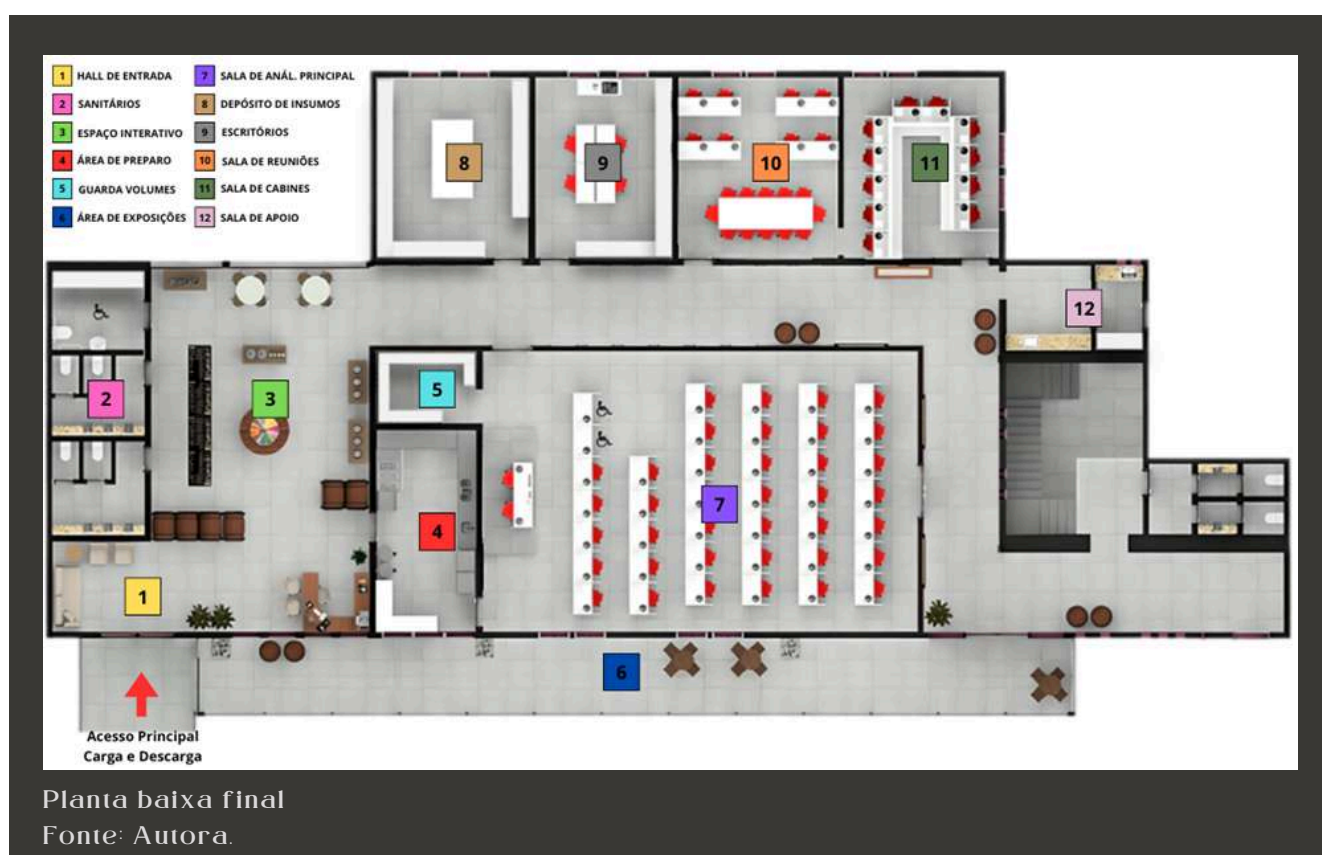 1 HALL DE ENTRADA
2 SANITÁRIOS
3 ESPAÇO INTERATIVO
4 ÁREA DE PREPARO
5 GUARDA VOLUMES
6 ÁREA DE EXPOSIÇÕES
7 SALA DE ANÁL. PRINCIPAL
8 DEPÓSITO DE INSUMOS
9 ESCRITÓRIOS
10 SALA DE REUNIÕES
11 SALA DE CABINES
12 SALA DE APOIO
8
9
10
11
12
2
3
5
7
4
1
6
Acesso Principal
Carga e Descarga
Planta baixa final
Fonte: Autora.